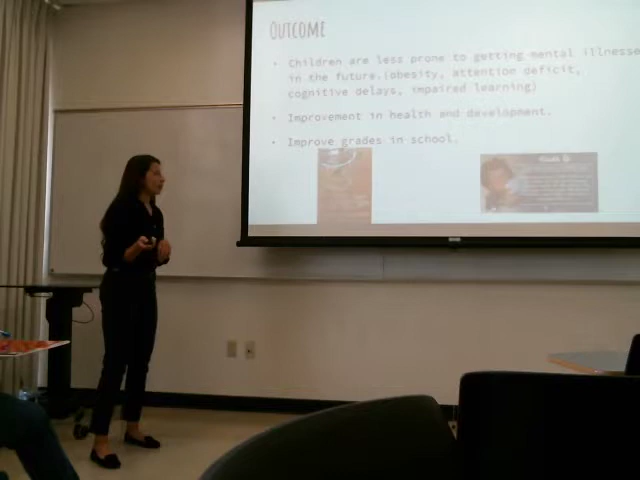 OUTCOME
• Children are less prone to getting mental illnesse
in the future.(obesity, attention deficit,
cognitive delays, impaired learning)
• Improvement in health and development.
• Improve grades in school.